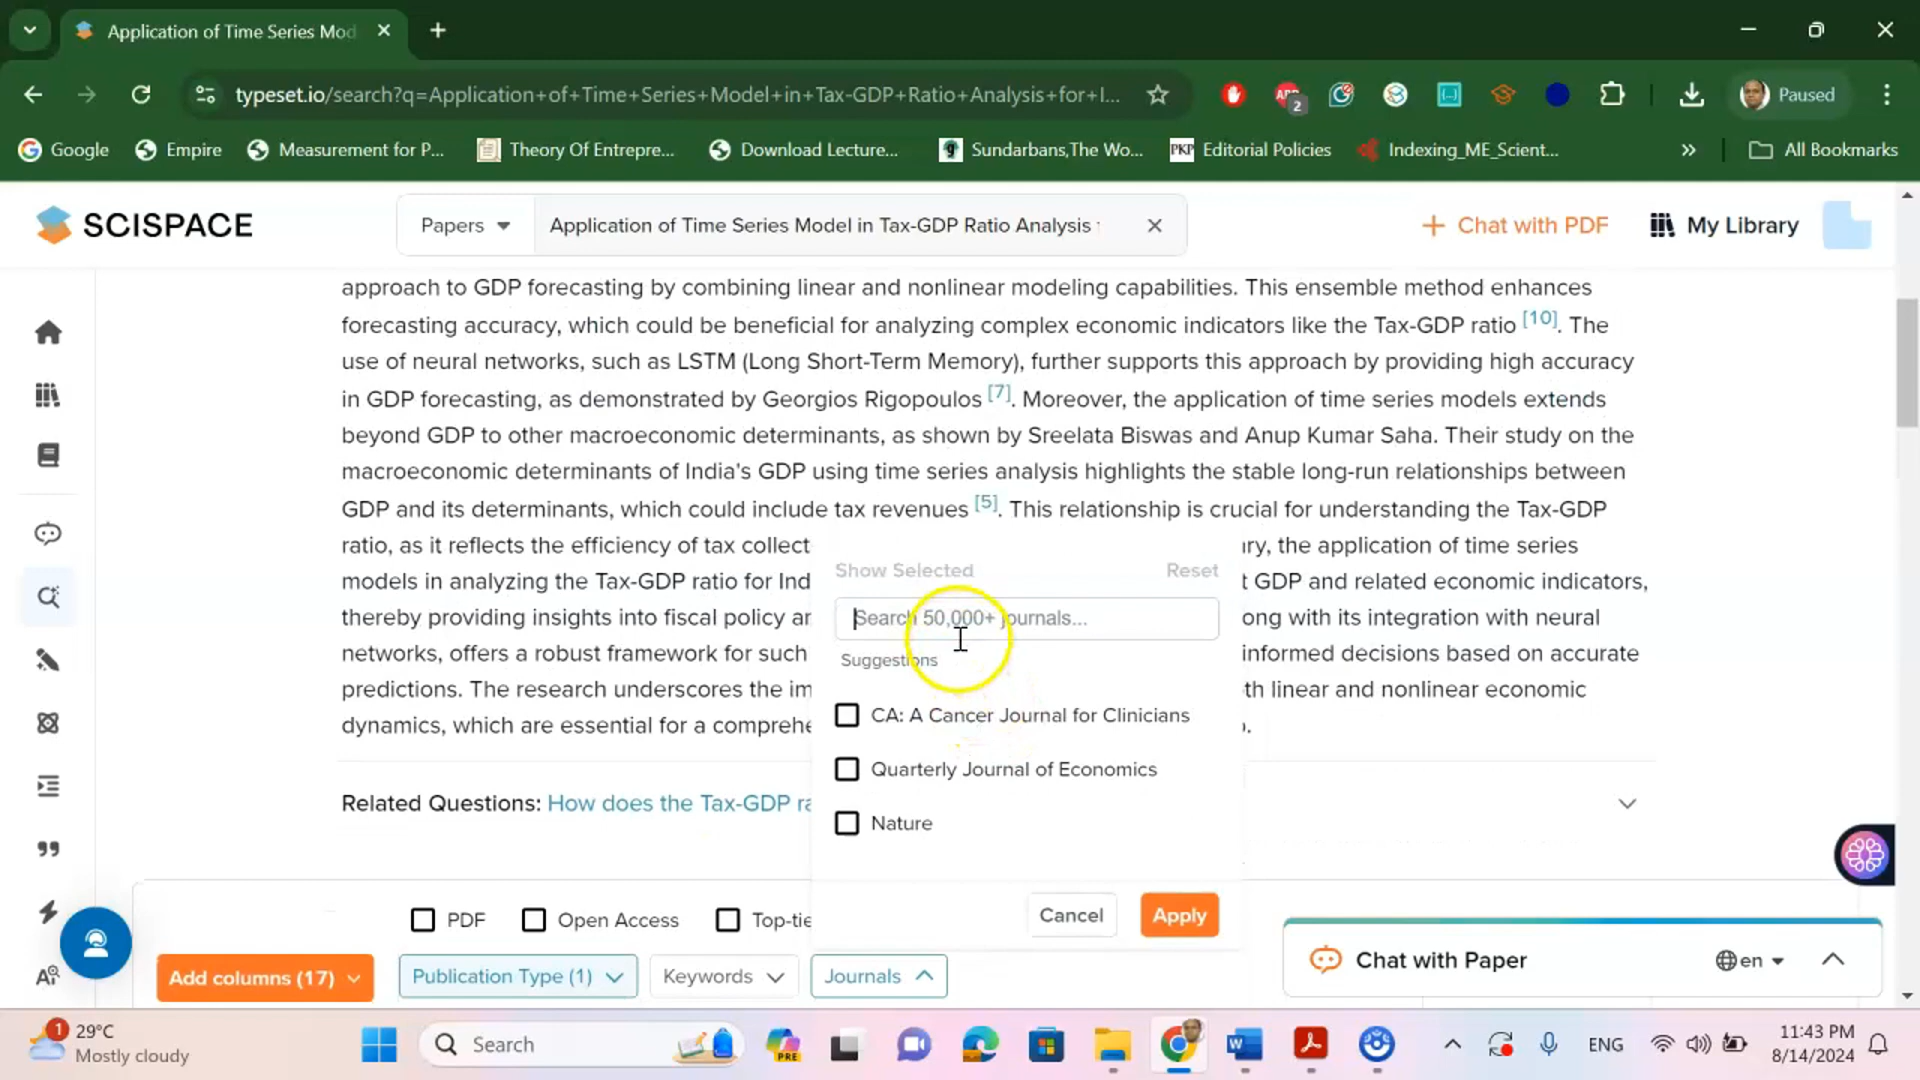 Application of Time Series Mod
typeset.io/search?q=Application+of+Time+Series+Model+in+Tax-GDP+Ratio+Analysis+for+I...
2
Paused
Google
Empire
Measurement for P...
Theory Of Entrepre...
Download Lecture...
Sundarbans,The Wo...
PKP Editorial Policies
Indexing_ME_Scient...
All Bookmarks
SCISPACE
Papers
Application of Time Series Model in Tax-GDP Ratio Analysis
Chat with PDF
My Library
approach to GDP forecasting by combining linear and nonlinear modeling capabilities. This ensemble method enhances
forecasting accuracy, which could be beneficial for analyzing complex economic indicators like the Tax-GDP ratio [10]. The
use of neural networks, such as LSTM (Long Short-Term Memory), further supports this approach by providing high accuracy
in GDP forecasting, as demonstrated by Georgios Rigopoulos [7]. Moreover, the application of time series models extends
beyond GDP to other macroeconomic determinants, as shown by Sreelata Biswas and Anup Kumar Saha. Their study on the
macroeconomic determinants of India's GDP using time series analysis highlights the stable long-run relationships between
GDP and its determinants, which could include tax revenues [5]. This relationship is crucial for understanding the Tax-GDP
ratio, as it reflects the efficiency of tax collect ry, the application of time series
models in analyzing the Tax-GDP ratio for Ind t GDP and related economic indicators,
thereby providing insights into fiscal policy ar ong with its integration with neural
networks, offers a robust framework for such informed decisions based on accurate
predictions. The research underscores the im th linear and nonlinear economic
dynamics, which are essential for a comprehe
Show Selected
Reset
Search 50,000+ journals...
Suggestions
CA: A Cancer Journal for Clinicians
Quarterly Journal of Economics
Nature
Cancel
Apply
Related Questions: How does the Tax-GDP ra
PDF
Open Access
Top-tie
Add columns (17)
Publication Type (1)
Keywords
Journals
Chat with Paper
en
1
29°C
Mostly cloudy
Search
PRE
ENG
11:43 PM
8/14/2024